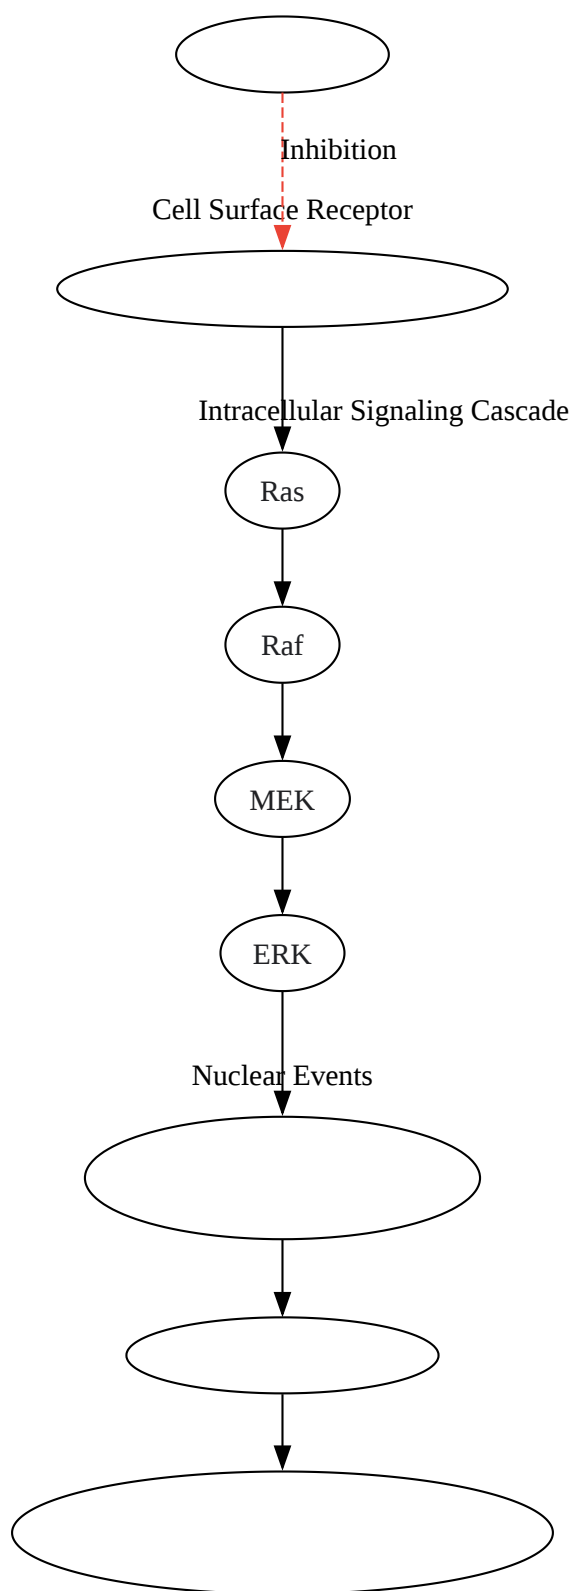 Inhibition
Cell Surface Receptor
Intracellular Signaling Cascade
Ras
Raf
MEK
ERK
Nuclear Events